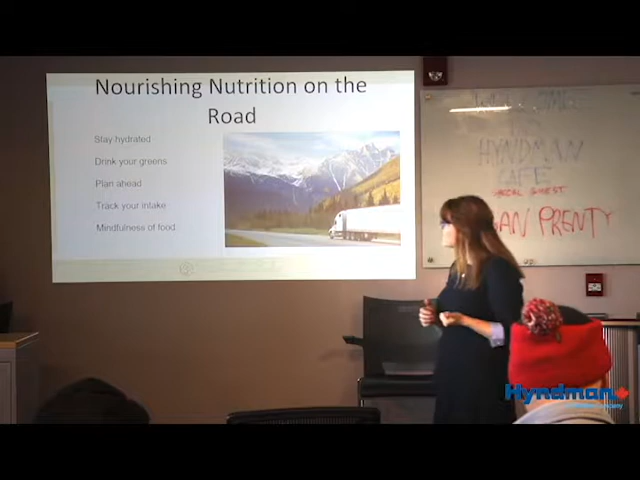 Nourishing Nutrition on the
Road
Stay hydrated
Drink your greens
Plan ahead
Track your intake
Mindfulness of food
HYNDMAN
CAFE
SPECIAL GUEST
AN PRENTY
Hyndman